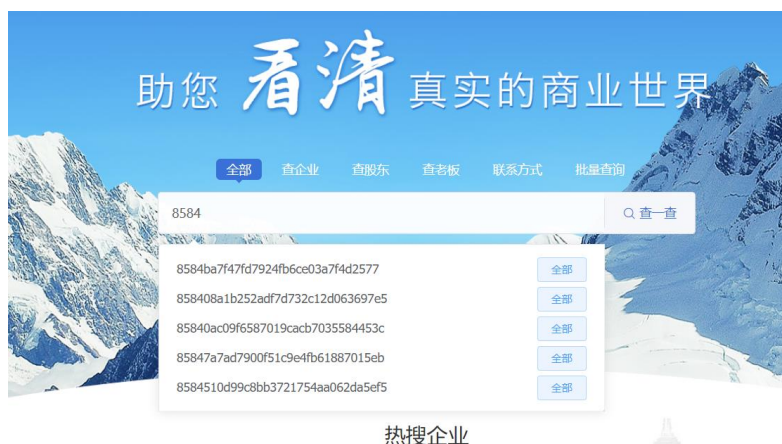 助您 看清 真实的商业世界
全部 查企业 查股东 查老板 联系方式 批量查询
8584 查一查
8584ba7f47fd7924fb6ce03a7f4d2577 全部
858408a1b252adf7d732c12d063697e5 全部
85840ac09f6587019cacb7035584453c 全部
85847a7ad7900f51c9e4fb61887015eb 全部
8584510d99c8bb3721754aa062da5ef5 全部
热搜企业